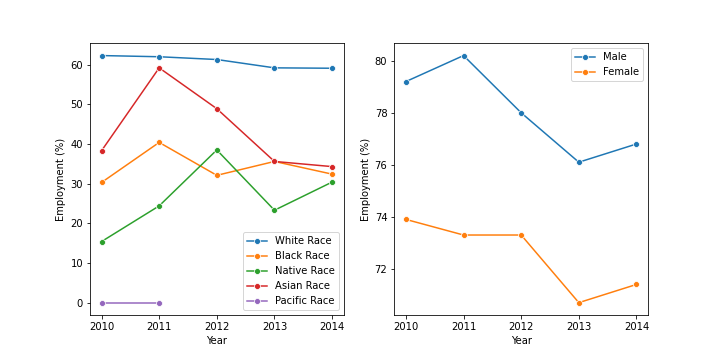 Employment (%)
60
50
40
30
20
10
0
2010 2011 2012 2013 2014
Year
White Race
Black Race
Native Race
Asian Race
Pacific Race
Employment (%)
80
78
76
74
72
2010 2011 2012 2013 2014
Year
Male
Female